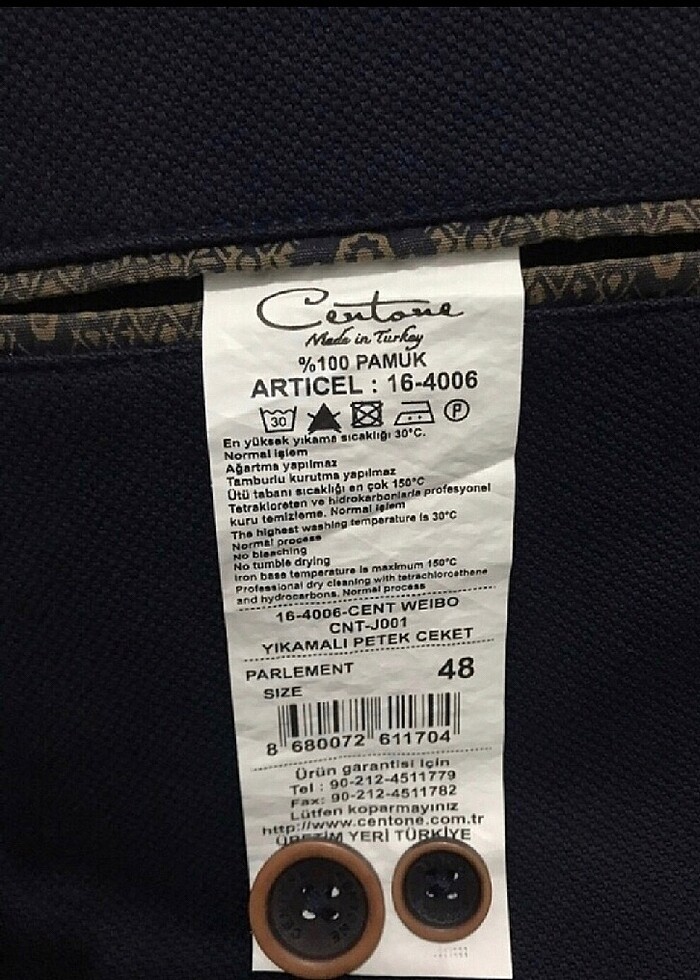 Centone
Made in Turkey
%100 PAMUK
ARTICEL : 16-4006
30 P
En yüksek yıkama sıcaklığı 30°C.
Normal işlem
Ağartma yapılmaz
Tamburlu kurutma yapılmaz
Ütü tabanı sıcaklığı en çok 150°C
Tetrakloreten ve hidrokarbonlarla profesyonel
kuru temizleme. Normal işlem
The highest washing temperature is 30°C
Normal process
No bleaching
No tumble drying
Iron base temperature is maximum 150°C
Professional dry cleaning with tetrachloroethene
and hydrocarbons. Normal process
16-4006-CENT WEIBO
CNT-J001
YIKAMALI PETEK CEKET
PARLEMENT 48
SIZE
8 680072 611704
Ürün garantisi için
Tel : 90-212-4511779
Fax: 90-212-4511782
Lütfen koparmayınız
http://www.centone.com.tr
ÜRETİM YERİ TÜRKİYE